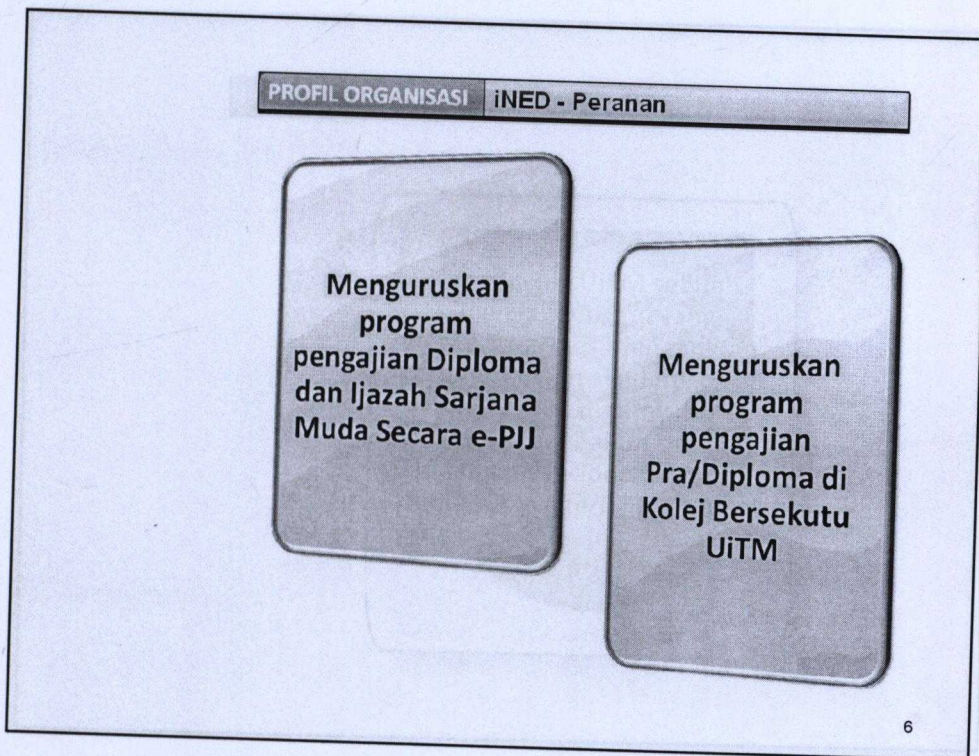 PROFIL ORGANISASI iNED - Peranan
Menguruskan
program
pengajian Diploma
dan Ijazah Sarjana
Muda Secara e-PJJ
Menguruskan
program
pengajian
Pra/Diploma di
Kolej Bersekutu
UiTM
6